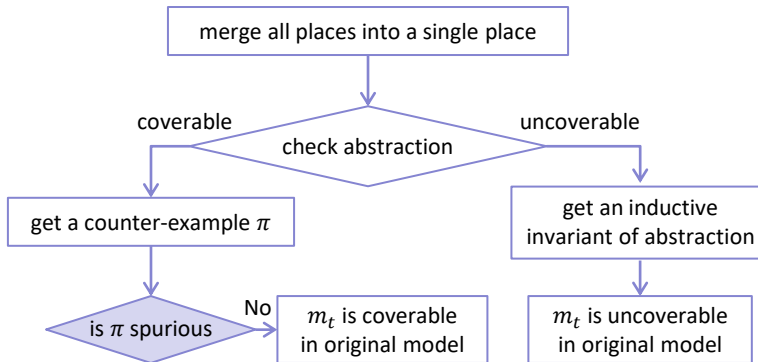 merge all places into a single place
coverable
uncoverable
check abstraction
get a counter-example π
get an inductive
invariant of abstraction
is π spurious
No
m_t is coverable
in original model
m_t is uncoverable
in original model